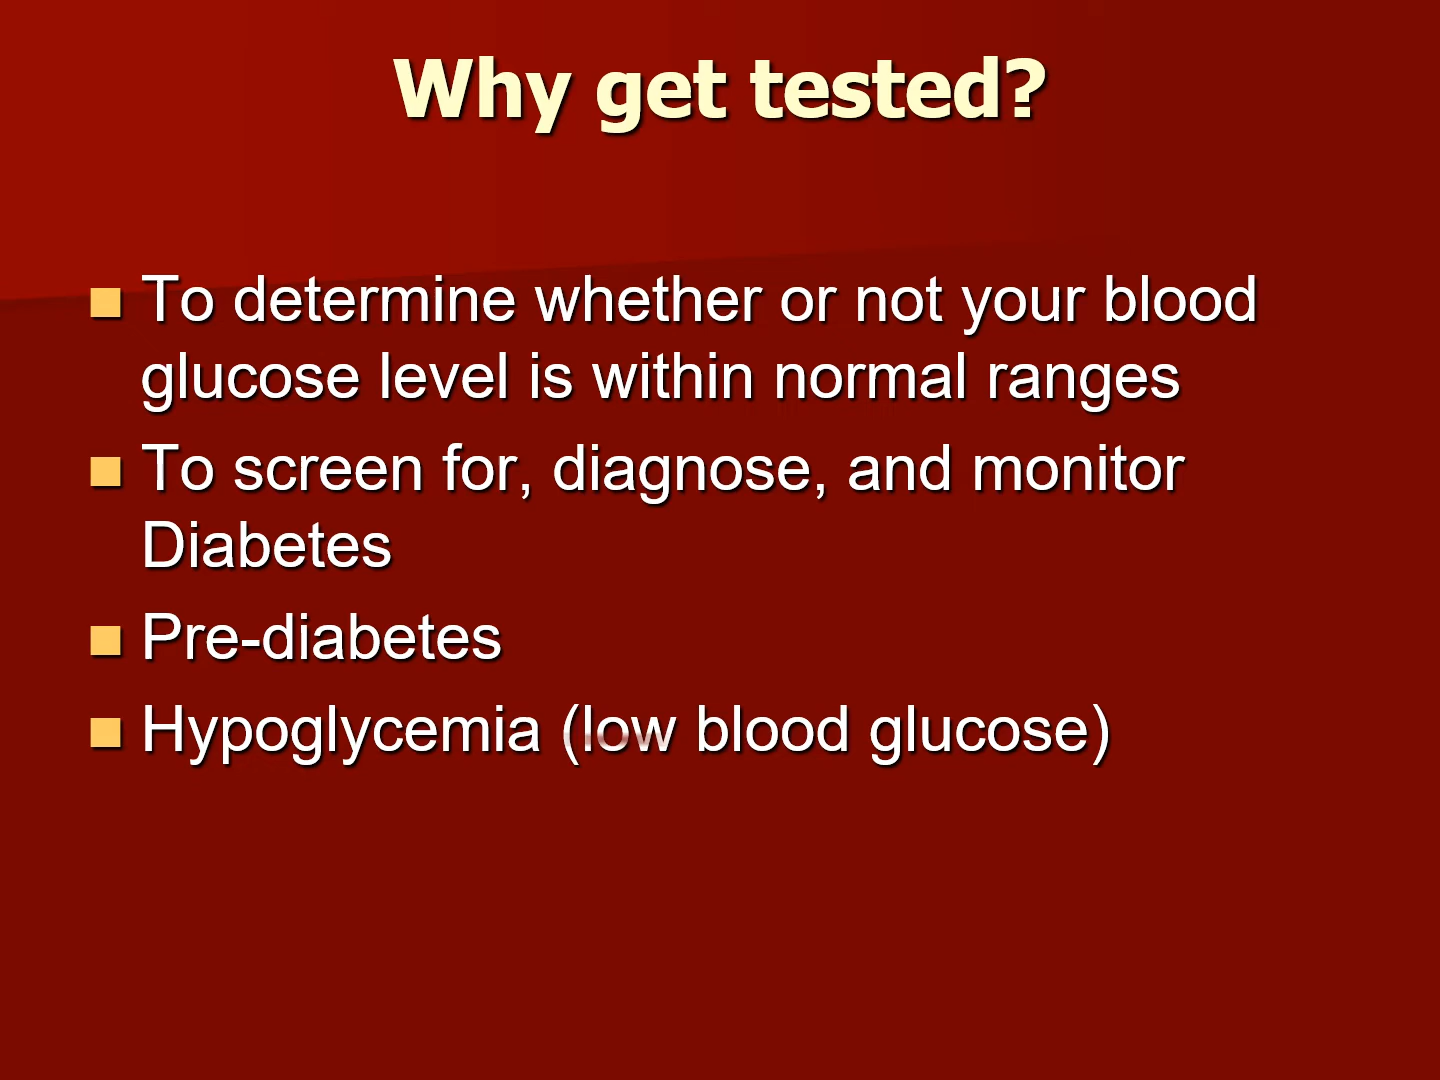 Why get tested?
To determine whether or not your blood
glucose level is within normal ranges
To screen for, diagnose, and monitor
Diabetes
Pre-diabetes
Hypoglycemia (low blood glucose)